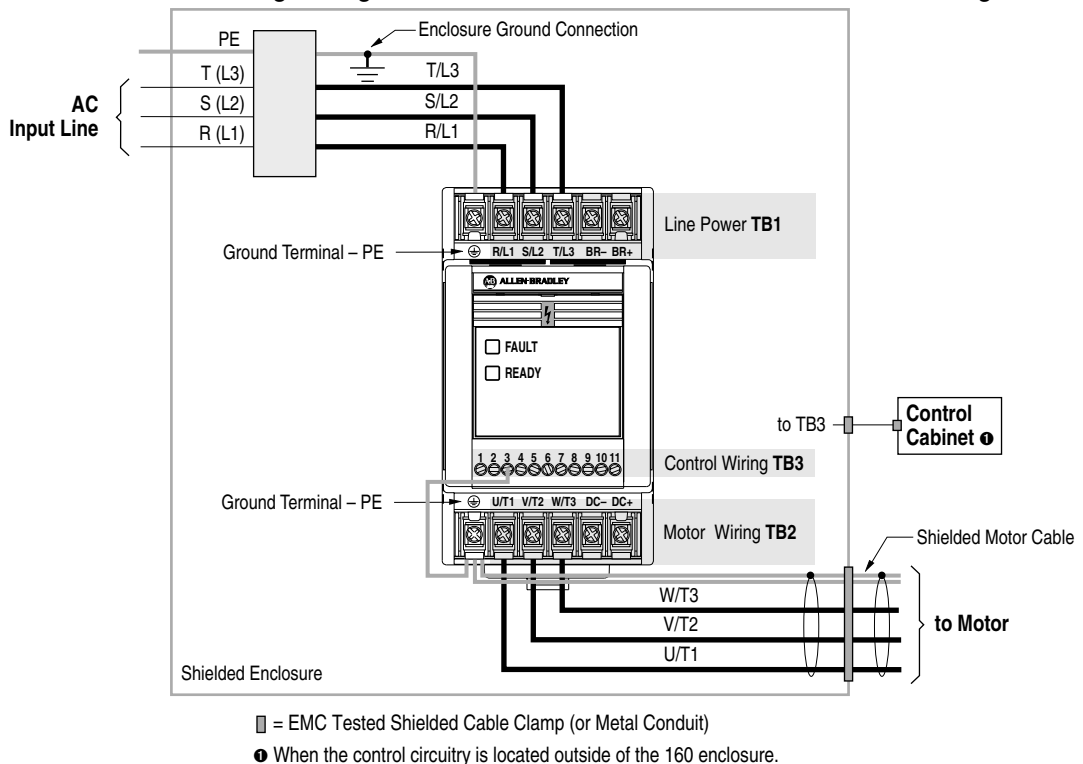 Enclosure Ground Connection
PE
T (L3)
T/L3
AC
Input Line
S (L2)
S/L2
R (L1)
R/L1
Line Power TB1
Ground Terminal – PE
R/L1 S/L2 T/L3 BR– BR+
AB ALLEN-BRADLEY
FAULT
READY
to TB3
Control
Cabinet ❶
1 2 3 4 5 6 7 8 9 10 11
Control Wiring TB3
Ground Terminal – PE
U/T1 V/T2 W/T3 DC– DC+
Motor Wiring TB2
Shielded Motor Cable
W/T3
V/T2
to Motor
U/T1
Shielded Enclosure
= EMC Tested Shielded Cable Clamp (or Metal Conduit)
❶ When the control circuitry is located outside of the 160 enclosure.